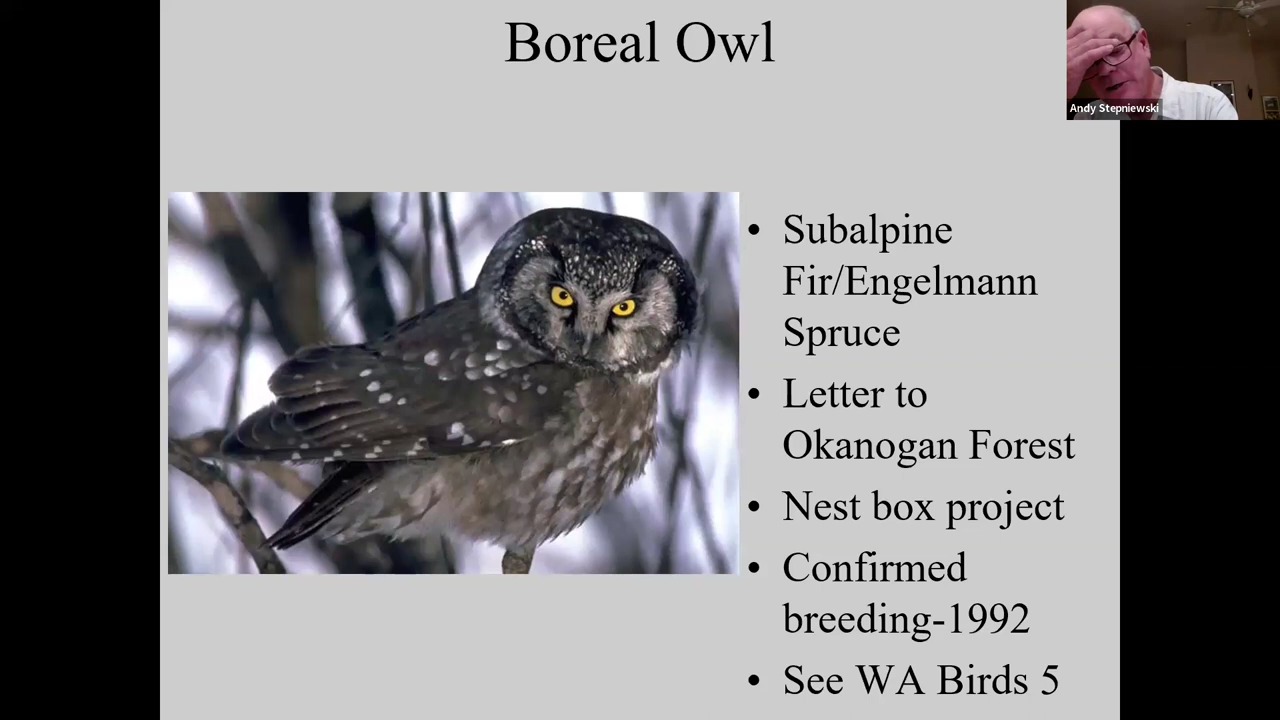 Boreal Owl
Andy Stepniewski
• Subalpine
Fir/Engelmann
Spruce
• Letter to
Okanogan Forest
• Nest box project
• Confirmed
breeding-1992
• See WA Birds 5